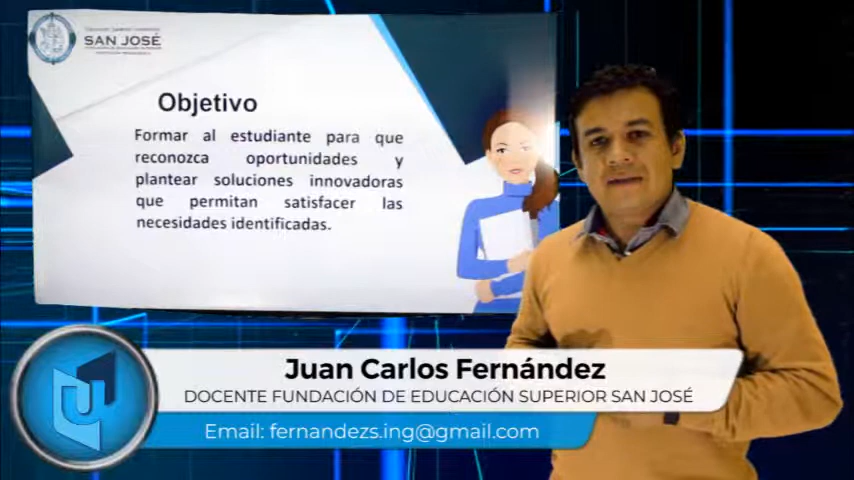 SAN JOSÉ
Objetivo
Formar al estudiante para que
reconozca oportunidades y
plantear soluciones innovadoras
que permitan satisfacer las
necesidades identificadas.
Juan Carlos Fernández
DOCENTE FUNDACIÓN DE EDUCACIÓN SUPERIOR SAN JOSÉ
Email: fernandezs.ing@gmail.com